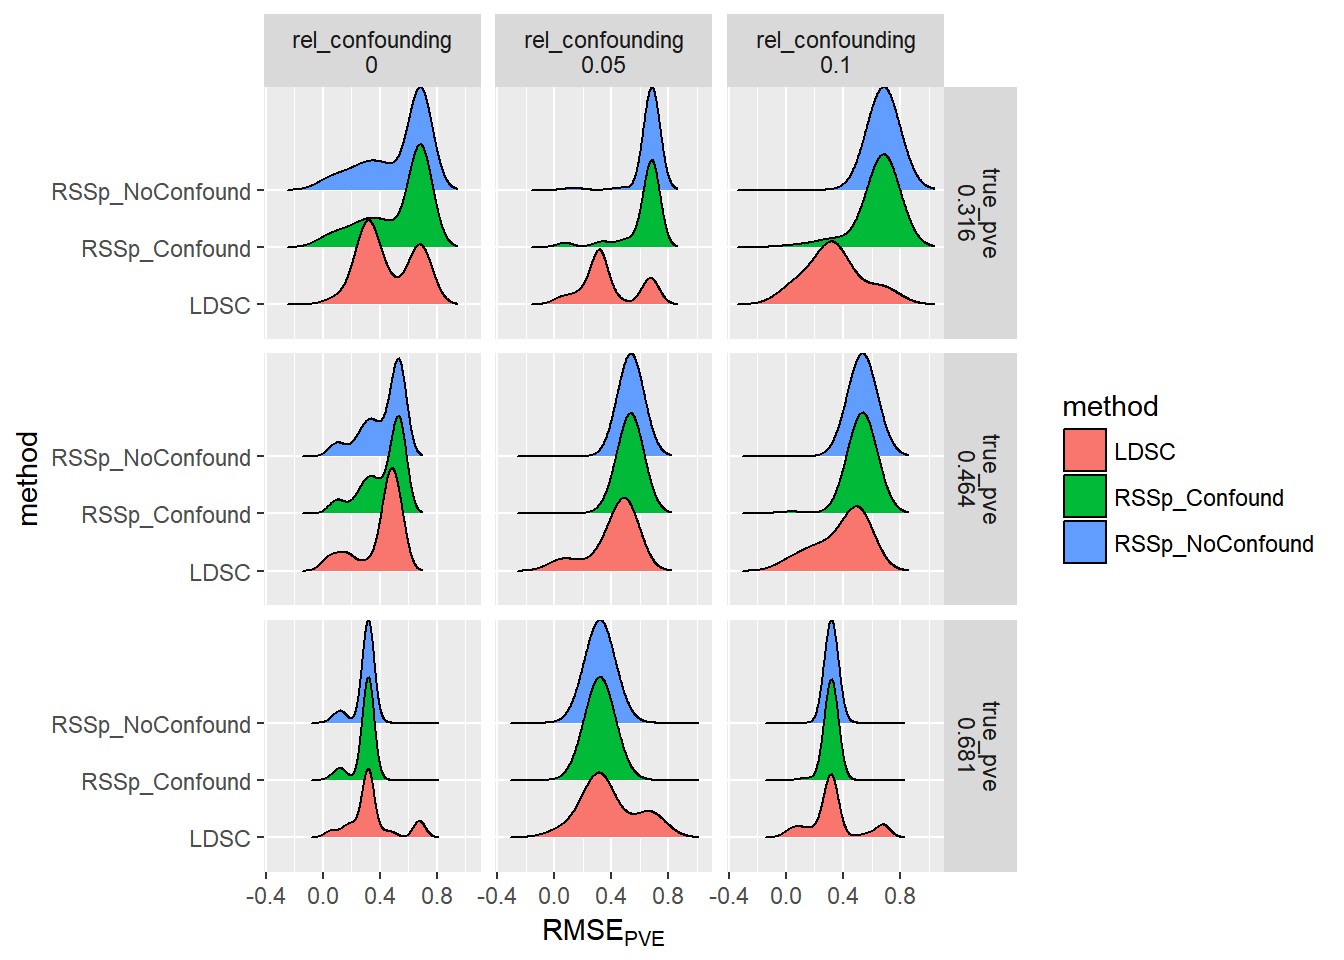 rel_confounding
0
rel_confounding
0.05
rel_confounding
0.1
RSSp_NoConfound
RSSp_Confound
LDSC
true_pve
0.316
RSSp_NoConfound
RSSp_Confound
LDSC
true_pve
0.464
RSSp_NoConfound
RSSp_Confound
LDSC
true_pve
0.681
method
-0.4 0.0 0.4 0.8
-0.4 0.0 0.4 0.8
-0.4 0.0 0.4 0.8
RMSE_PVE
method
LDSC
RSSp_Confound
RSSp_NoConfound